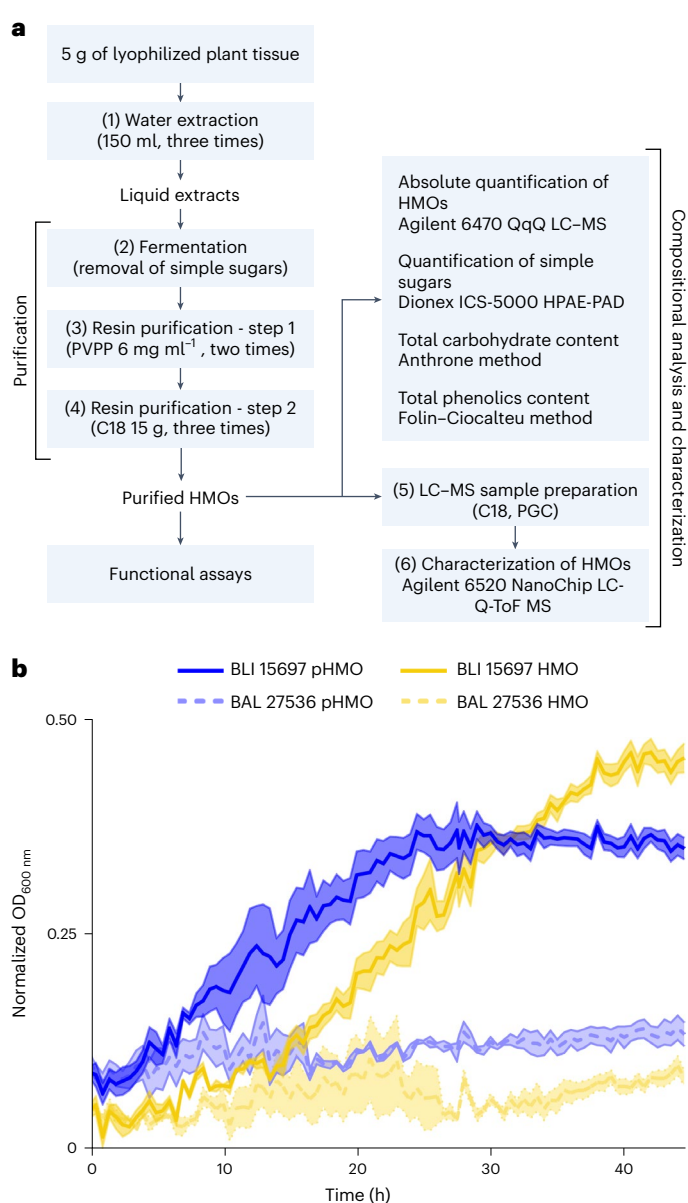 a
5 g of lyophilized plant tissue
(1) Water extraction
(150 ml, three times)
Liquid extracts
Purification
(2) Fermentation
(removal of simple sugars)
(3) Resin purification - step 1
(PVPP 6 mg ml⁻¹ , two times)
(4) Resin purification - step 2
(C18 15 g, three times)
Purified HMOs
Functional assays
Absolute quantification of
HMOs
Agilent 6470 QqQ LC–MS
Quantification of simple
sugars
Dionex ICS-5000 HPAE-PAD
Total carbohydrate content
Anthrone method
Total phenolics content
Folin–Ciocalteu method
(5) LC–MS sample preparation
(C18, PGC)
(6) Characterization of HMOs
Agilent 6520 NanoChip LC-
Q-ToF MS
Compositional analysis and characterization
b
BLI 15697 pHMO
BLI 15697 HMO
BAL 27536 pHMO
BAL 27536 HMO
Normalized OD600 nm
0.50
0.25
0
0
10
20
30
40
Time (h)